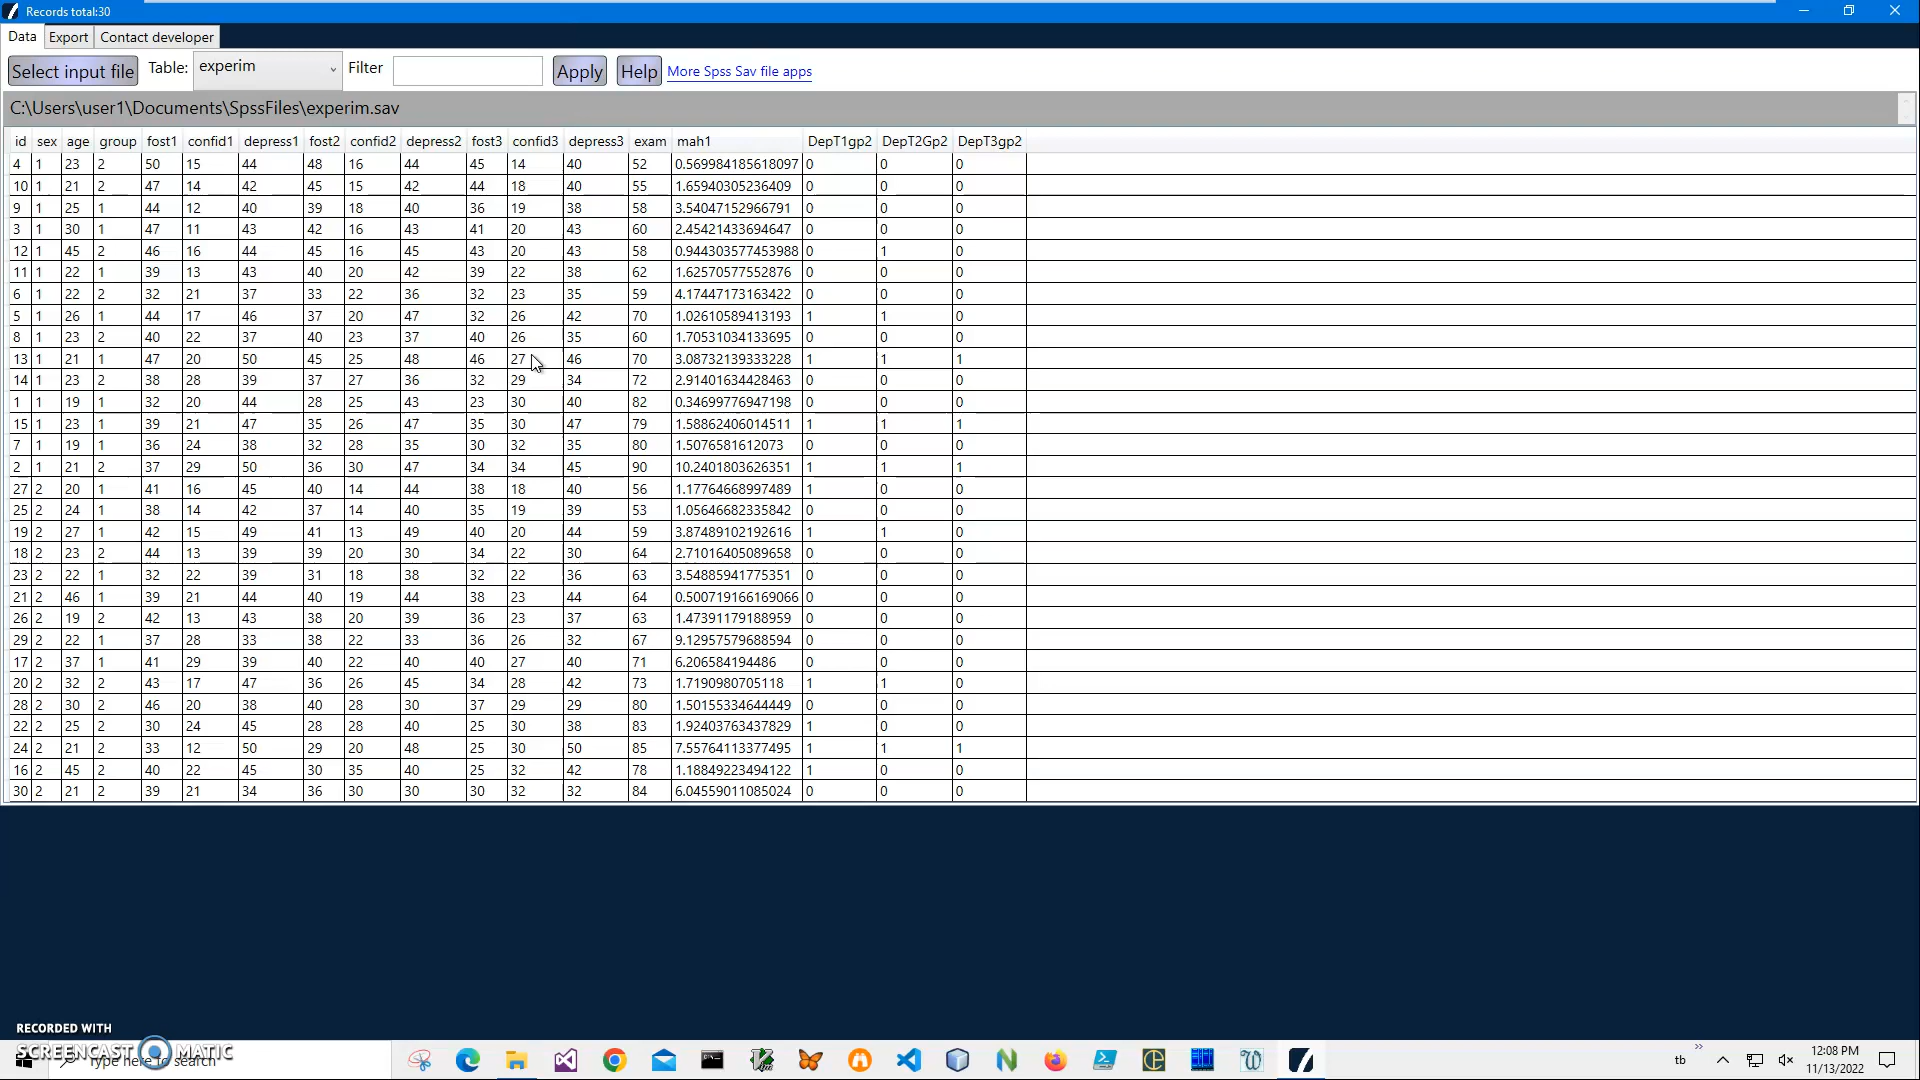 Records total:30
Data Export Contact developer
Select input file Table: experim Filter Apply Help More Spss Sav file apps
C:\Users\user1\Documents\SpssFiles\experim.sav
id sex age group fost1 confid1 depress1 fost2 confid2 depress2 fost3 confid3 depress3 exam mah1 DepT1gp2 DepT2Gp2 DepT3gp2
4 1 23 2 50 15 44 48 16 44 45 14 40 52 0.569984185618097 0 0 0
10 1 21 2 47 14 42 45 15 42 44 18 40 55 1.65940305236409 0 0 0
9 1 25 1 44 12 40 39 18 40 36 19 38 58 3.54047152966791 0 0 0
3 1 30 1 47 11 43 42 16 43 41 20 43 60 2.45421433694647 0 0 0
12 1 45 2 46 16 44 45 16 45 43 20 43 58 0.944303577453988 0 1 0
11 1 22 1 39 13 43 40 20 42 39 22 38 62 1.62570577552876 0 0 0
6 1 22 2 32 21 37 33 22 36 32 23 35 59 4.17447173163422 0 0 0
5 1 26 1 44 17 46 37 20 47 32 26 42 70 1.02610589413193 1 1 0
8 1 23 2 40 22 37 40 23 37 40 26 35 60 1.70531034133695 0 0 0
13 1 21 1 47 20 50 45 25 48 46 27 46 70 3.08732139333228 1 1 1
14 1 23 2 38 28 39 37 27 36 32 29 34 72 2.91401634428463 0 0 0
1 1 19 1 32 20 44 28 25 43 23 30 40 82 0.34699776947198 0 0 0
15 1 23 1 39 21 47 35 26 47 35 30 47 79 1.58862406014511 1 1 1
7 1 19 1 36 24 38 32 28 35 30 32 35 80 1.5076581612073 0 0 0
2 1 21 2 37 29 50 36 30 47 34 34 45 90 10.2401803626351 1 1 1
27 2 20 1 41 16 45 40 14 44 38 18 40 56 1.17764668997489 1 0 0
25 2 24 1 38 14 42 37 14 40 35 19 39 53 1.05646682335842 0 0 0
19 2 27 1 42 15 49 41 13 49 40 20 44 59 3.87489102192616 1 1 0
18 2 23 2 44 13 39 39 20 30 34 22 30 64 2.71016405089658 0 0 0
23 2 22 1 32 22 39 31 18 38 32 22 36 63 3.54885941775351 0 0 0
21 2 46 1 39 21 44 40 19 44 38 23 44 64 0.500719166169066 0 0 0
26 2 19 2 42 13 43 38 20 39 36 23 37 63 1.47391179188959 0 0 0
29 2 22 1 37 28 33 38 22 33 36 26 32 67 9.12957579688594 0 0 0
17 2 37 1 41 29 39 40 22 40 40 27 40 71 6.206584194486 0 0 0
20 2 32 2 43 17 47 36 26 45 34 28 42 73 1.7190980705118 1 1 0
28 2 30 2 46 20 38 40 28 30 37 29 29 80 1.50155334644449 0 0 0
22 2 25 2 30 24 45 28 28 40 25 30 38 83 1.92403763437829 1 0 0
24 2 21 2 33 12 50 29 20 48 25 30 50 85 7.55764113377495 1 1 1
16 2 45 2 40 22 45 30 35 40 25 32 42 78 1.18849223494122 1 0 0
30 2 21 2 39 21 34 36 30 30 30 32 32 84 6.04559011085024 0 0 0
RECORDED WITH
SCREENCAST MATIC
Type here to search
tb
12:08 PM
11/13/2022